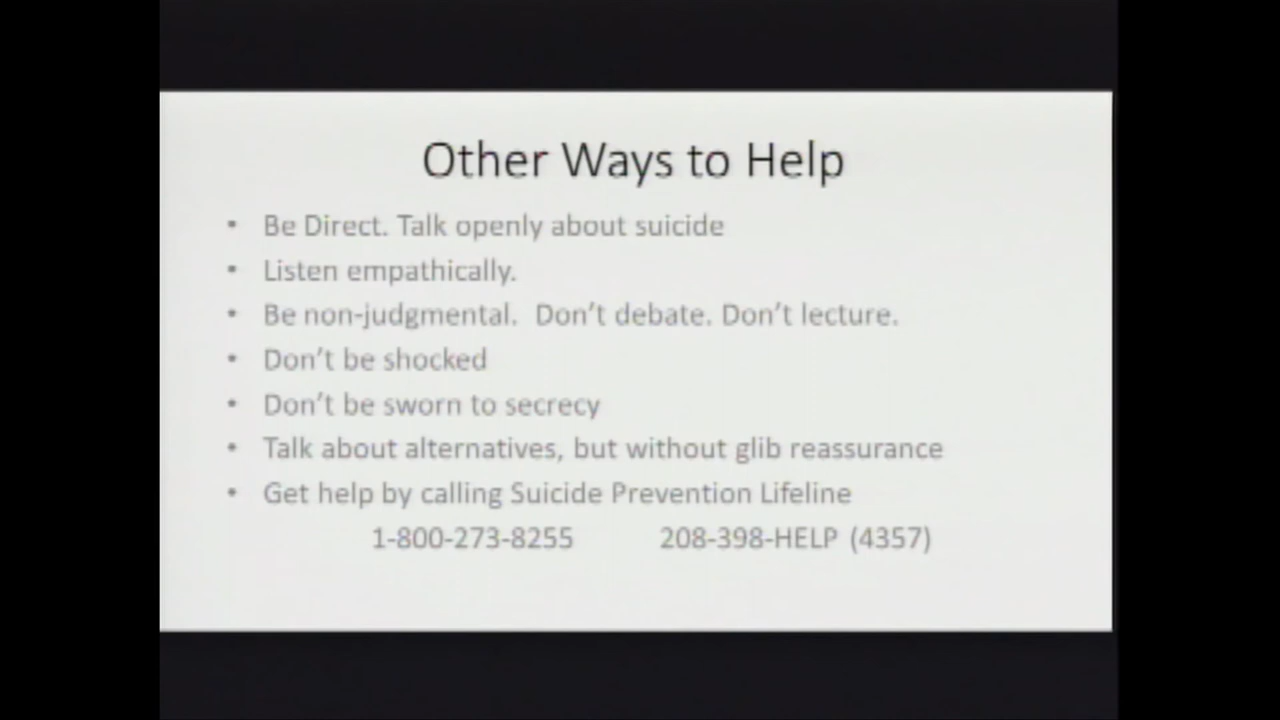 Other Ways to Help
• Be Direct. Talk openly about suicide
• Listen empathically.
• Be non-judgmental.  Don't debate. Don't lecture.
• Don't be shocked
• Don't be sworn to secrecy
• Talk about alternatives, but without glib reassurance
• Get help by calling Suicide Prevention Lifeline
1-800-273-8255 208-398-HELP (4357)